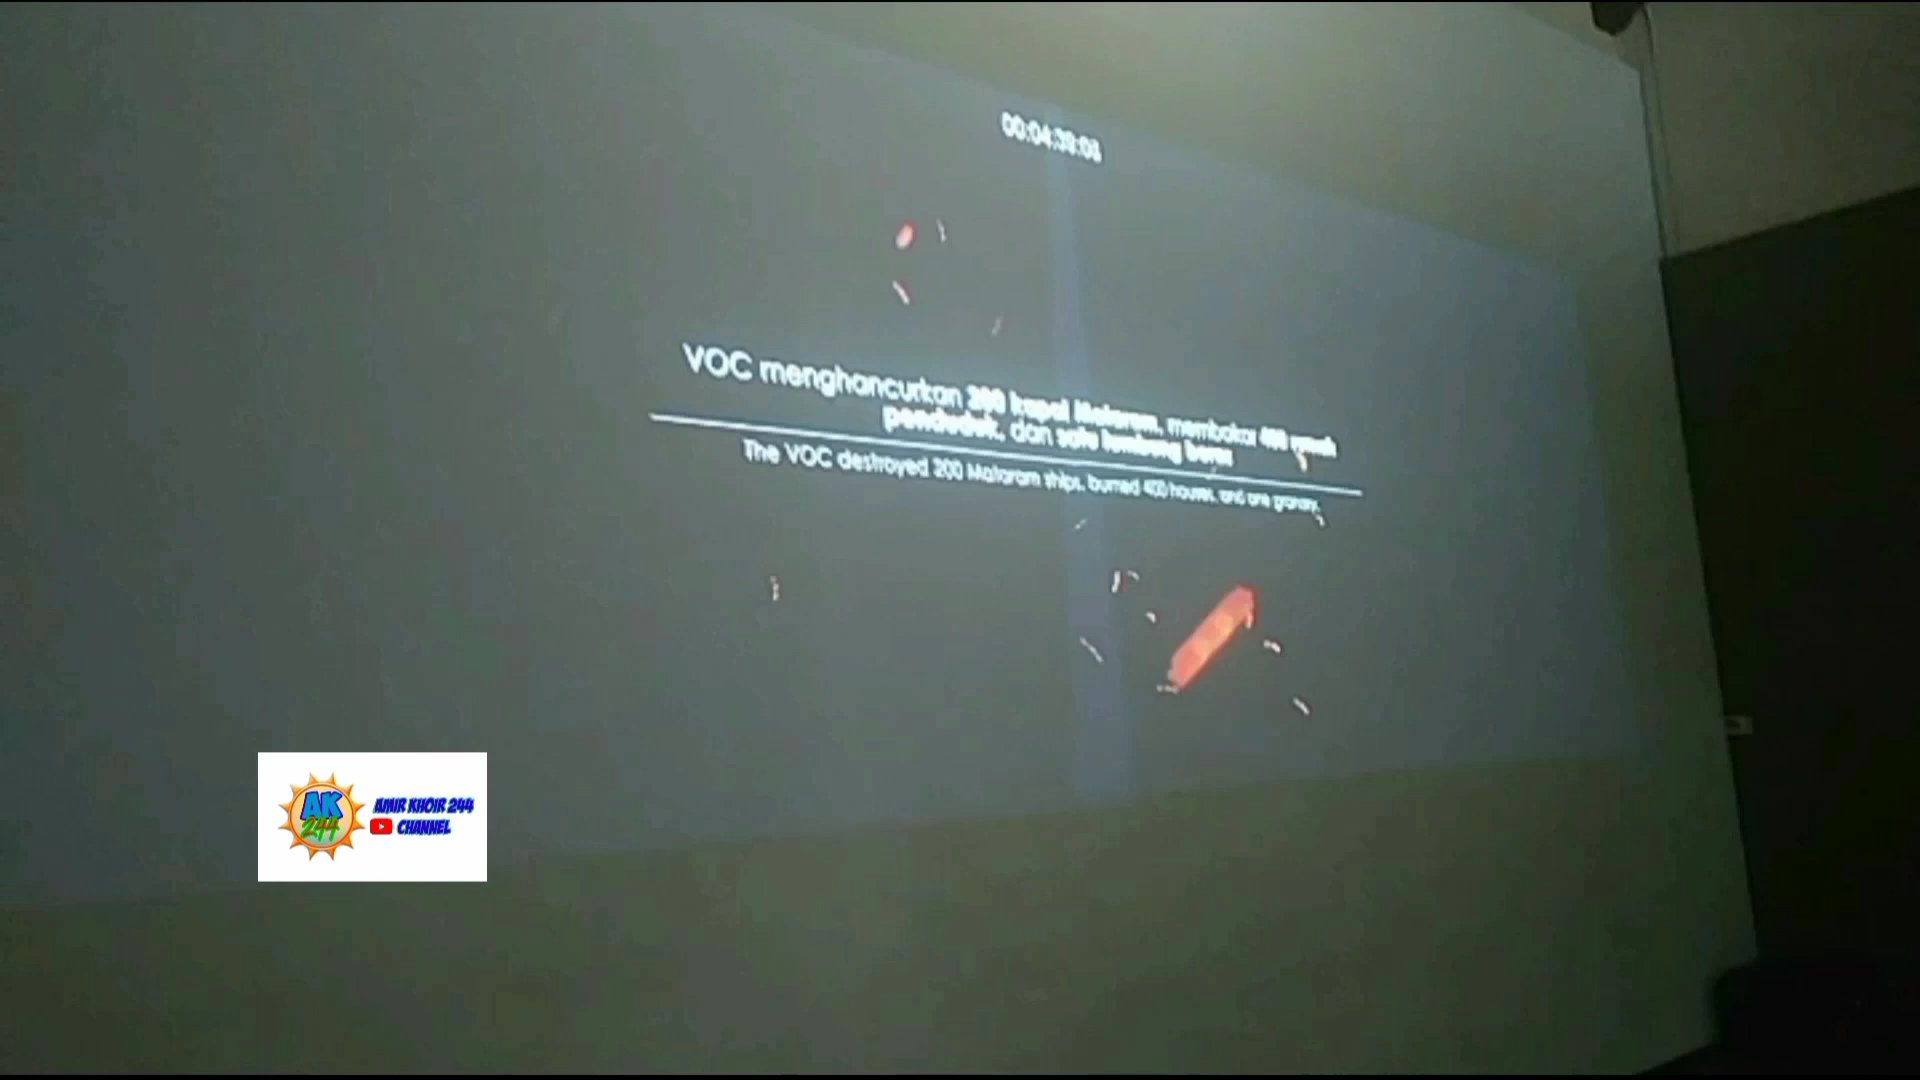 00:04:39:03
VOC menghancurkan 200 kapal Mataram, membakar 400 rumah
penduduk, dan satu lumbung beras
The VOC destroyed 200 Mataram ships, burned 400 houses, and one granary.
AK
244
AMIR KHOIR 244
CHANNEL